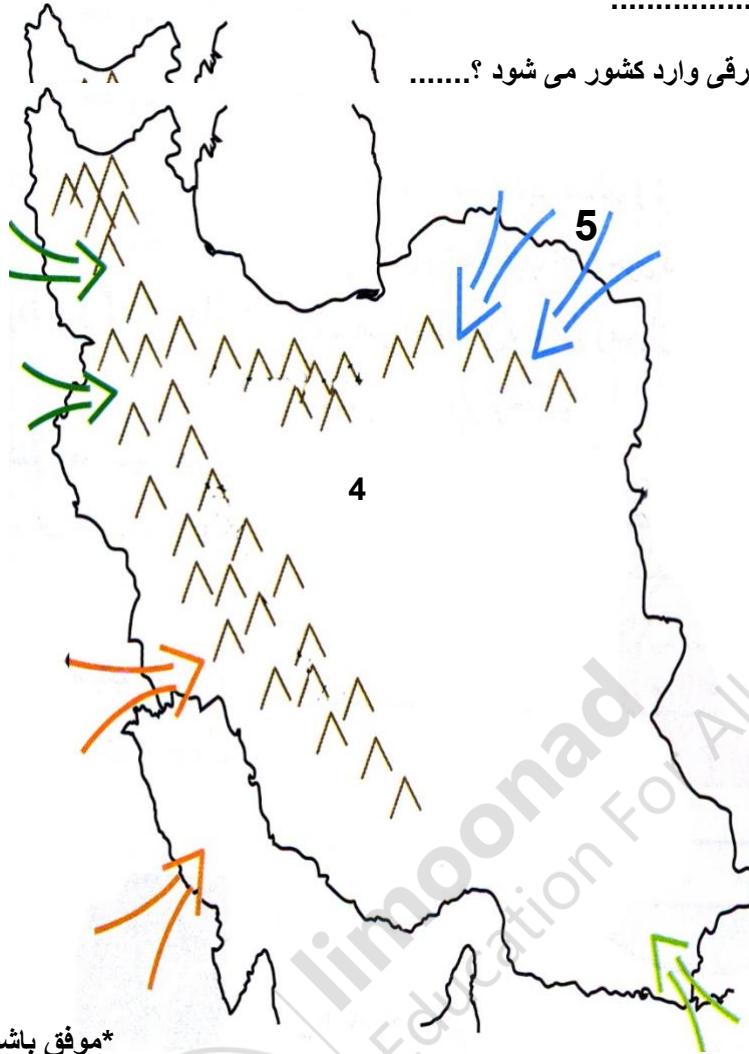 ................
رقی وارد کشور می شود ؟.......
5
4
limoonad
Education For All
*موفق باش